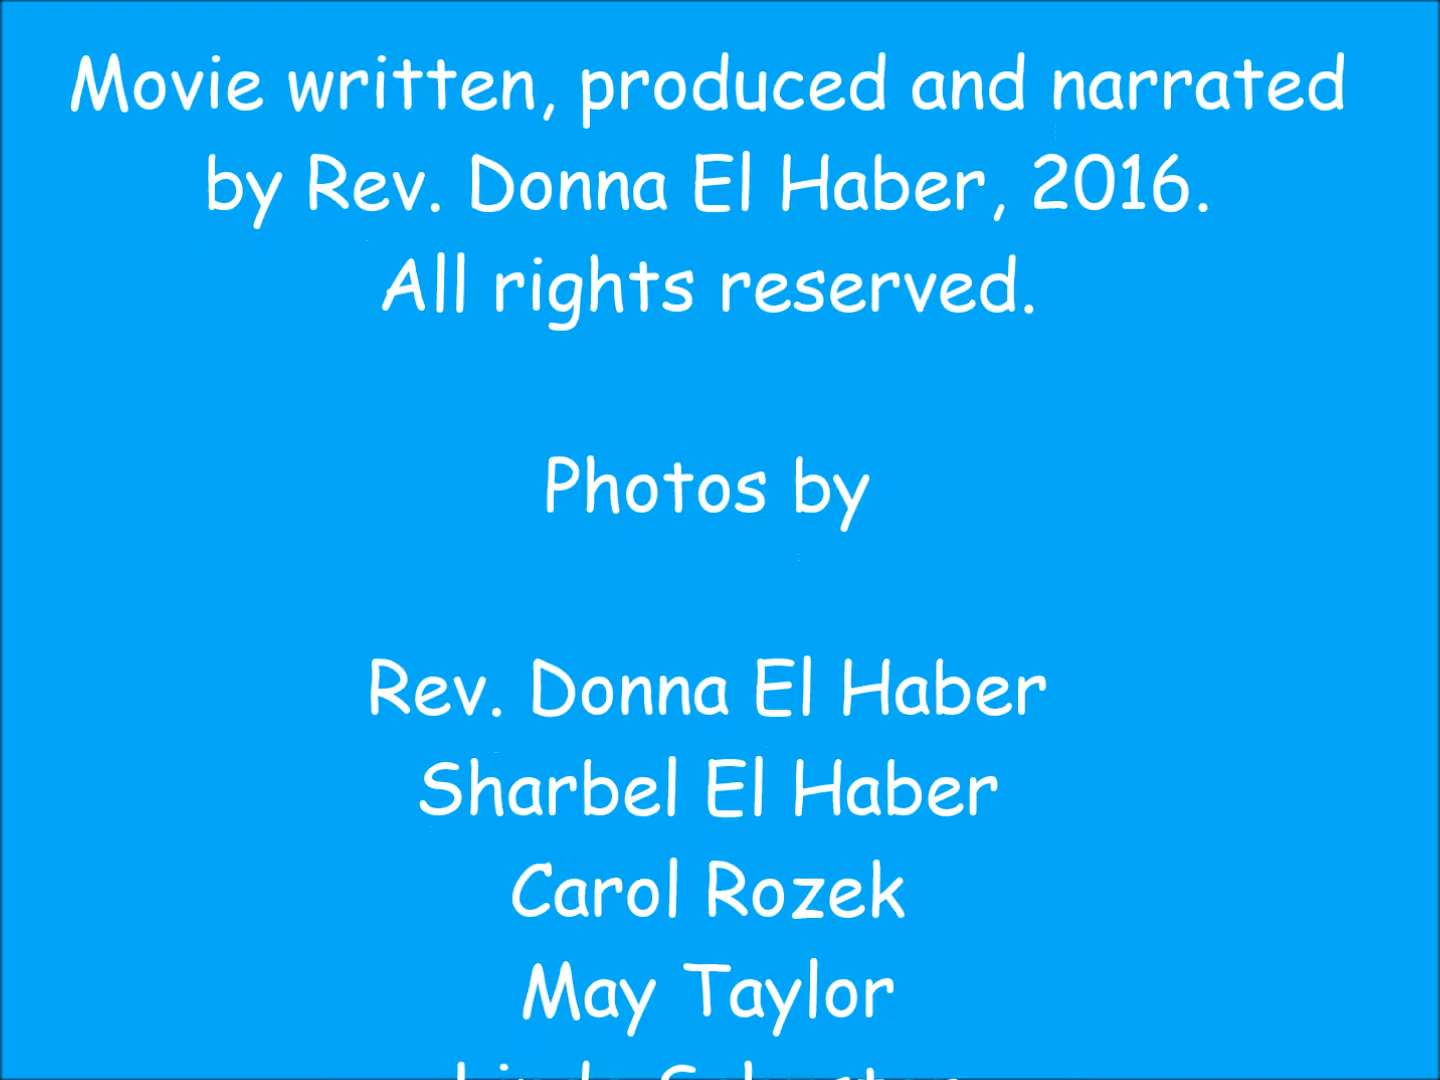 Movie written, produced and narrated
by Rev. Donna El Haber, 2016.
All rights reserved.
Photos by
Rev. Donna El Haber
Sharbel El Haber
Carol Rozek
May Taylor